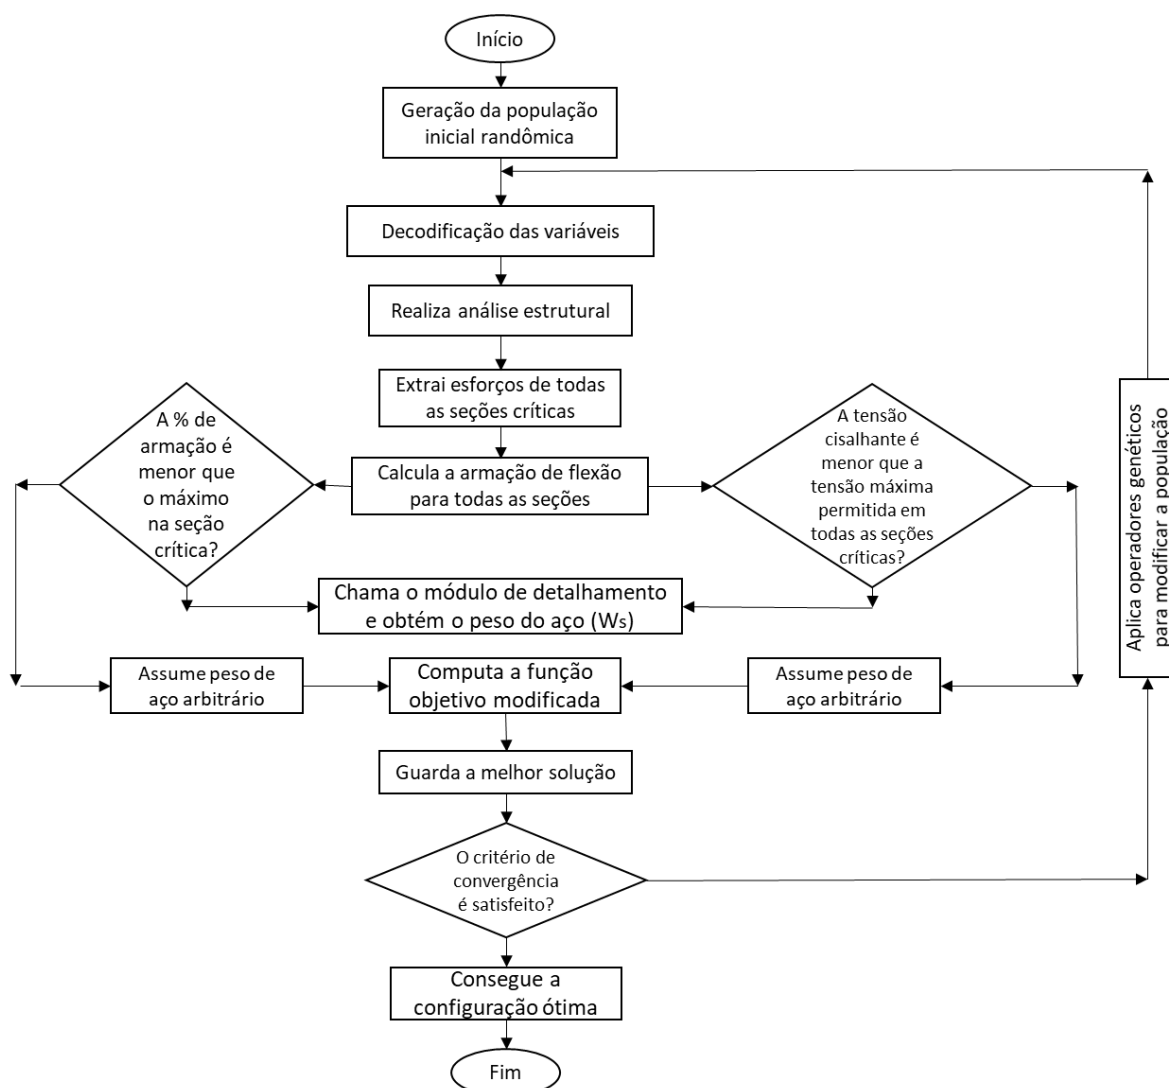 Início
Geração da população
inicial randômica
Decodificação das variáveis
Realiza análise estrutural
Extrai esforços de todas
as seções críticas
A % de
armação é
menor que
o máximo
na seção
crítica?
Calcula a armação de flexão
para todas as seções
A
tensão
cisalhante é
menor que a
tensão máxima
permitida em
todas as seções
críticas?
Aplica operadores genéticos
para modificar a população
Chama o módulo de detalhamento
e obtém o peso do aço (Ws)
Assume peso de
aço arbitrário
Computa a função
objetivo modificada
Assume peso de
aço arbitrário
Guarda a melhor solução
O critério de
convergência
é satisfeito?
Consegue a
configuração ótima
Fim